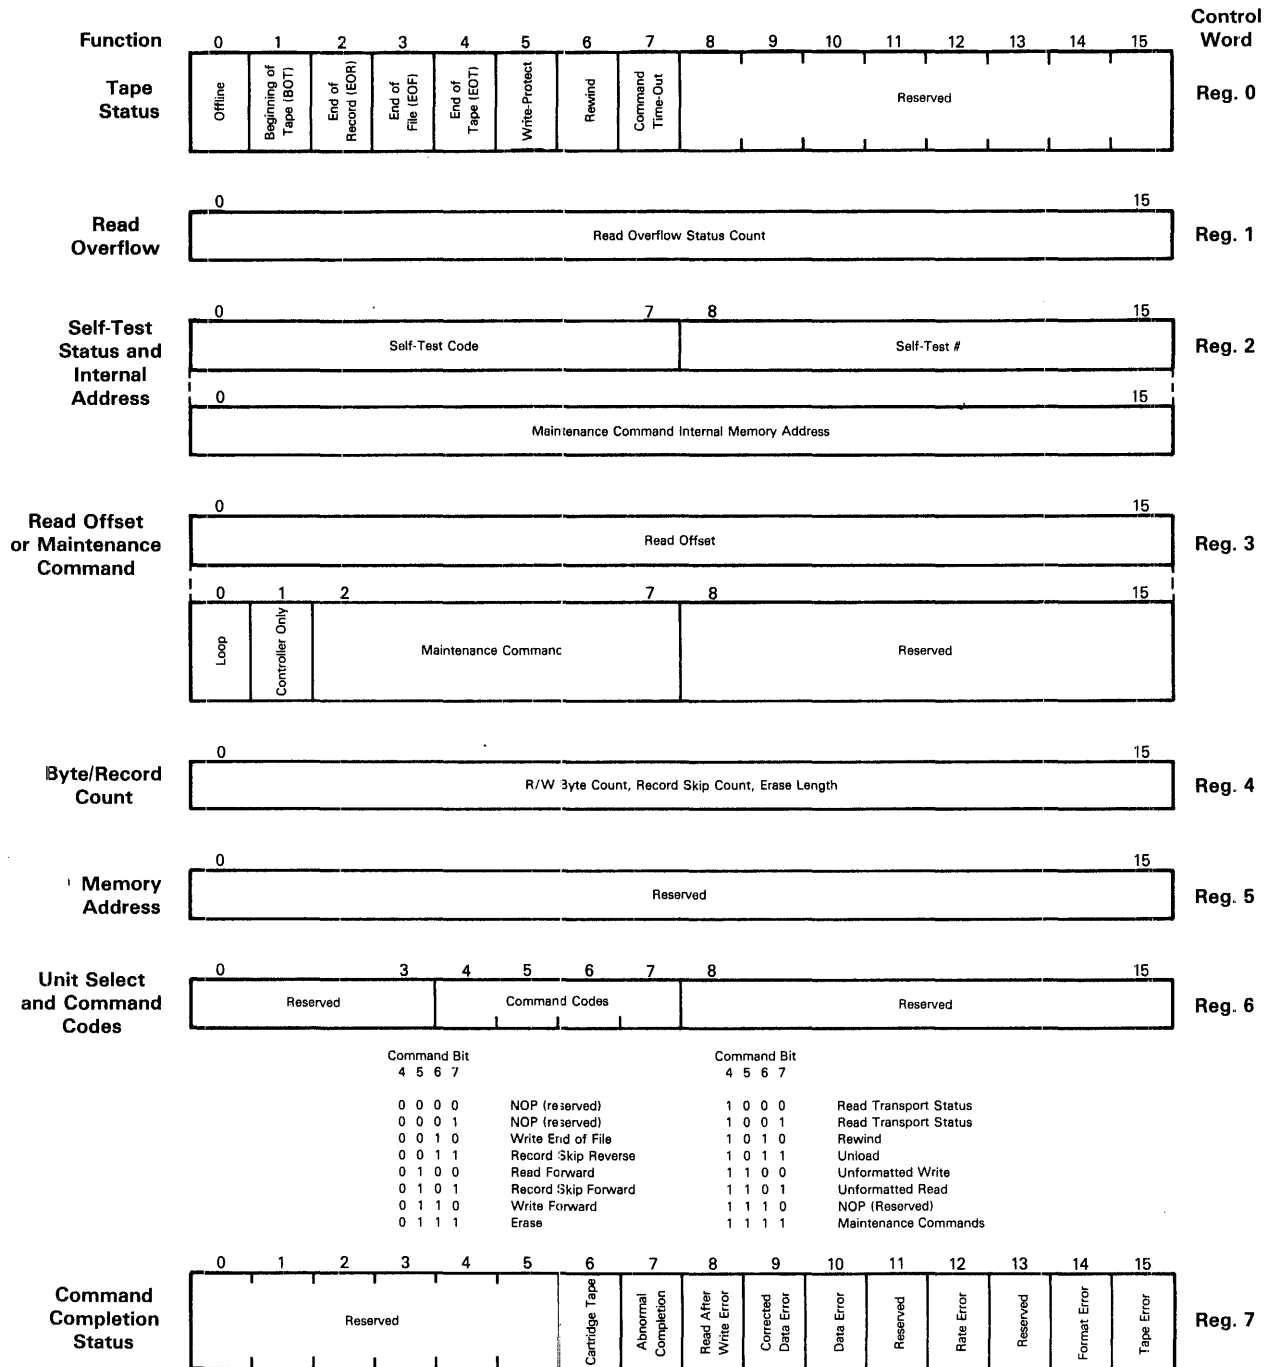 Control
Function 0 1 2 3 4 5 6 7 8 9 10 11 12 13 14 15 Word
Tape
Status
Offline
Beginning of
Tape (BOT)
End of
Record (EOR)
End of
File (EOF)
End of
Tape (EOT)
Write-Protect
Rewind
Command
Time-Out
Reserved
Reg. 0
0 15
Read
Overflow
Read Overflow Status Count
Reg. 1
0 7 8 15
Self-Test
Status and
Internal
Address
Self-Test Code
Self-Test #
Reg. 2
0 15
Maintenance Command Internal Memory Address
0 15
Read Offset
or Maintenance
Command
Read Offset
Reg. 3
0 1 2 7 8 15
Loop
Controller Only
Maintenance Command
Reserved
0 15
Byte/Record
Count
R/W Byte Count, Record Skip Count, Erase Length
Reg. 4
0 15
Memory
Address
Reserved
Reg. 5
0 3 4 5 6 7 8 15
Unit Select
and Command
Codes
Reserved
Command Codes
Reserved
Reg. 6
Command Bit
4 5 6 7
0 0 0 0 NOP (reserved)
0 0 0 1 NOP (reserved)
0 0 1 0 Write End of File
0 0 1 1 Record Skip Reverse
0 1 0 0 Read Forward
0 1 0 1 Record Skip Forward
0 1 1 0 Write Forward
0 1 1 1 Erase
Command Bit
4 5 6 7
1 0 0 0 Read Transport Status
1 0 0 1 Read Transport Status
1 0 1 0 Rewind
1 0 1 1 Unload
1 1 0 0 Unformatted Write
1 1 0 1 Unformatted Read
1 1 1 0 NOP (Reserved)
1 1 1 1 Maintenance Commands
0 1 2 3 4 5 6 7 8 9 10 11 12 13 14 15
Command
Completion
Status
Reserved
Cartridge Tape
Abnormal
Completion
Read After
Write Error
Corrected
Data Error
Data Error
Reserved
Rate Error
Reserved
Format Error
Tape Error
Reg. 7